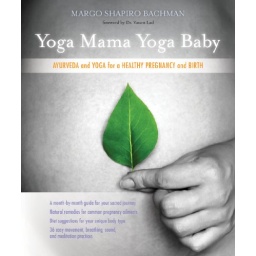 MARGO SHAPIRO BACHMAN
foreword by Dr. Vasant Lad
Yoga Mama Yoga Baby
AYURVEDA and YOGA for a HEALTHY PREGNANCY and BIRTH
A month-by-month guide for your sacred journey
Natural remedies for common pregnancy ailments
Diet suggestions for your unique body type
36 easy movement, breathing, sound,
and meditation practices